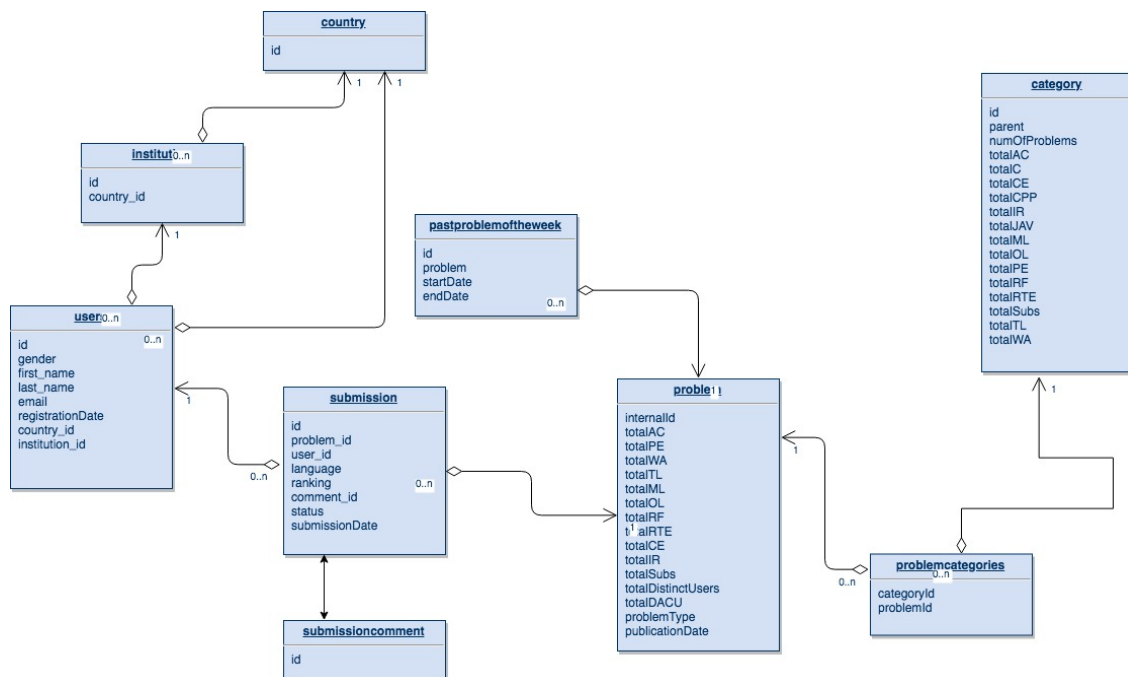 country
id
1
1
institut
0..n
id
country_id
1
user
0..n
0..n
id
gender
first_name
last_name
email
registrationDate
country_id
institution_id
1
0..n
pastproblemoftheweek
id
problem
startDate
endDate
0..n
submission
id
problem_id
user_id
language
ranking
comment_id
status
submissionDate
0..n
submissioncomment
id
1
internalId
totalAC
totalPE
totalWA
totalTL
totalML
totalOL
totalRF
1
totalCE
totalIR
totalSubs
totalDistinctUsers
totalDACU
problemType
publicationDate
1
0..n
category
id
parent
numOfProblems
totalAC
totalC
totalCE
totalCPP
totalIR
totalJAV
totalML
totalOL
totalPE
totalRF
totalRTE
totalSubs
totalTL
totalWA
1
problemcategories
0..n
categoryId
problemId